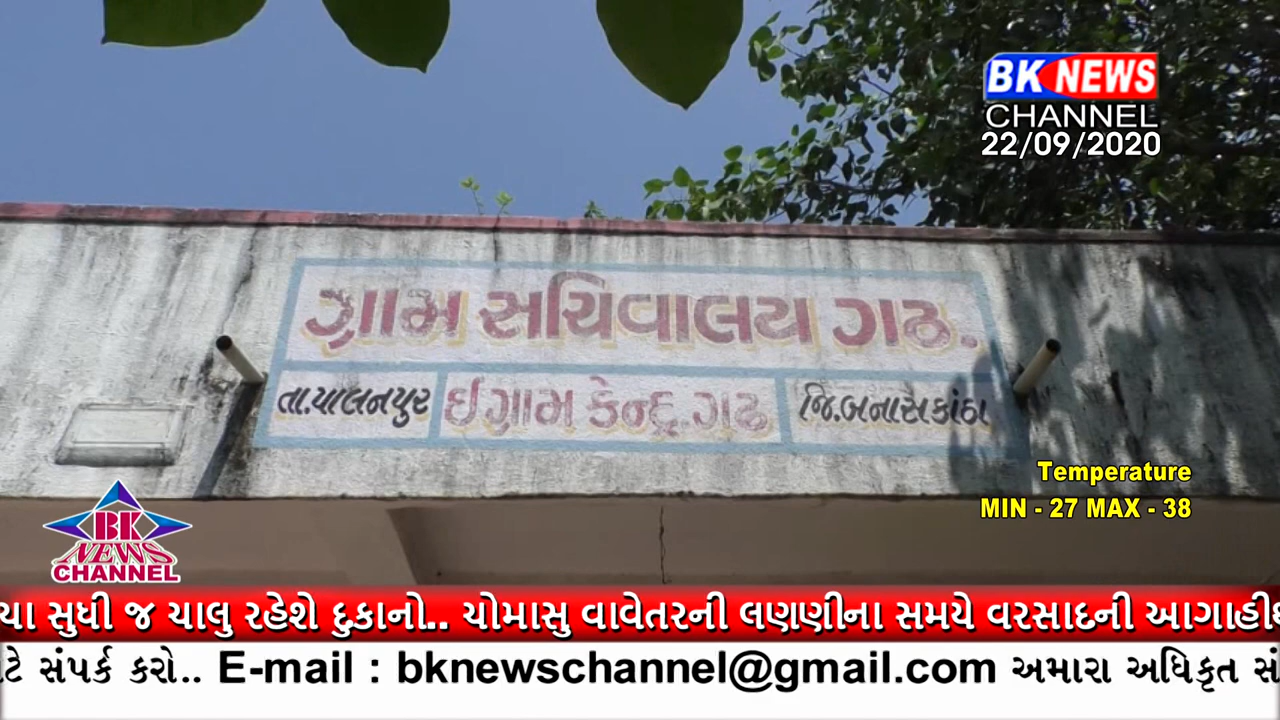 BK NEWS
CHANNEL
22/09/2020
ગ્રામ સચિવાલય ગઢ.
તા.પાલનપુર ઈગ્રામ કેન્દ્ર.ગઢ જિ.બનાસકાંઠા
Temperature
MIN - 27 MAX - 38
BK
NEWS
CHANNEL
સુધી જ ચાલુ રહેશે દુકાનો.. ચોમાસુ વાવેતરની લણણીના સમયે વરસાદની
સંપર્ક કરો.. E-mail : bknewschannel@gmail.com અમારા અધિકૃત